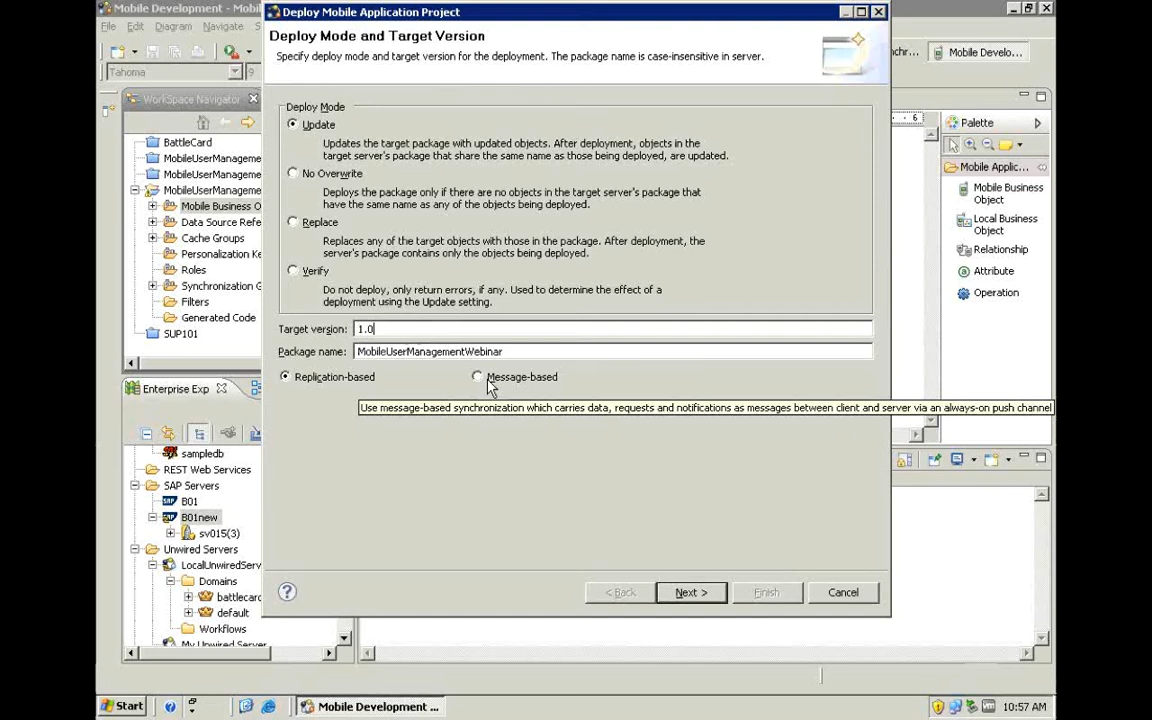 Mobile Development -
Deploy Mobile Application Project
File Edit Diagram Navigate
Deploy Mode and Target Version
Specify deploy mode and target version for the deployment. The package name is case-insensitive in server.
Mobile Develo...
Tahoma
9
WorkSpace Navigator
Deploy Mode
Update
Updates the target package with updated objects. After deployment, objects in the
target server's package that share the same name as those being deployed, are updated.
No Overwrite
Deploys the package only if there are no objects in the target server's package that
have the same name as any of the objects being deployed.
Replace
Replaces any of the target objects with those in the package. After deployment, the
server's package contains only the objects being deployed.
Verify
Do not deploy, only return errors, if any. Used to determine the effect of a
deployment using the Update setting.
Target version: 1.0
Package name: MobileUserManagementWebinar
Replication-based
Message-based
Use message-based synchronization which carries data, requests and notifications as messages between client and server via an always-on push channel
< Back
Next >
Finish
Cancel
BattleCard
MobileUserManageme
MobileUserManageme
MobileUserManageme
Mobile Business O
Data Source Refe
Cache Groups
Personalization Ke
Roles
Synchronization G
Filters
Generated Code
SUP101
Enterprise Exp
sampledb
REST Web Services
SAP Servers
B01
B01new
sv015(3)
Unwired Servers
LocalUnwiredServ
Domains
battlecard
default
Workflows
My Unwired Server
6
Palette
Mobile Applic...
Mobile Business
Object
Local Business
Object
Relationship
Attribute
Operation
Start
Mobile Development ...
10:57 AM